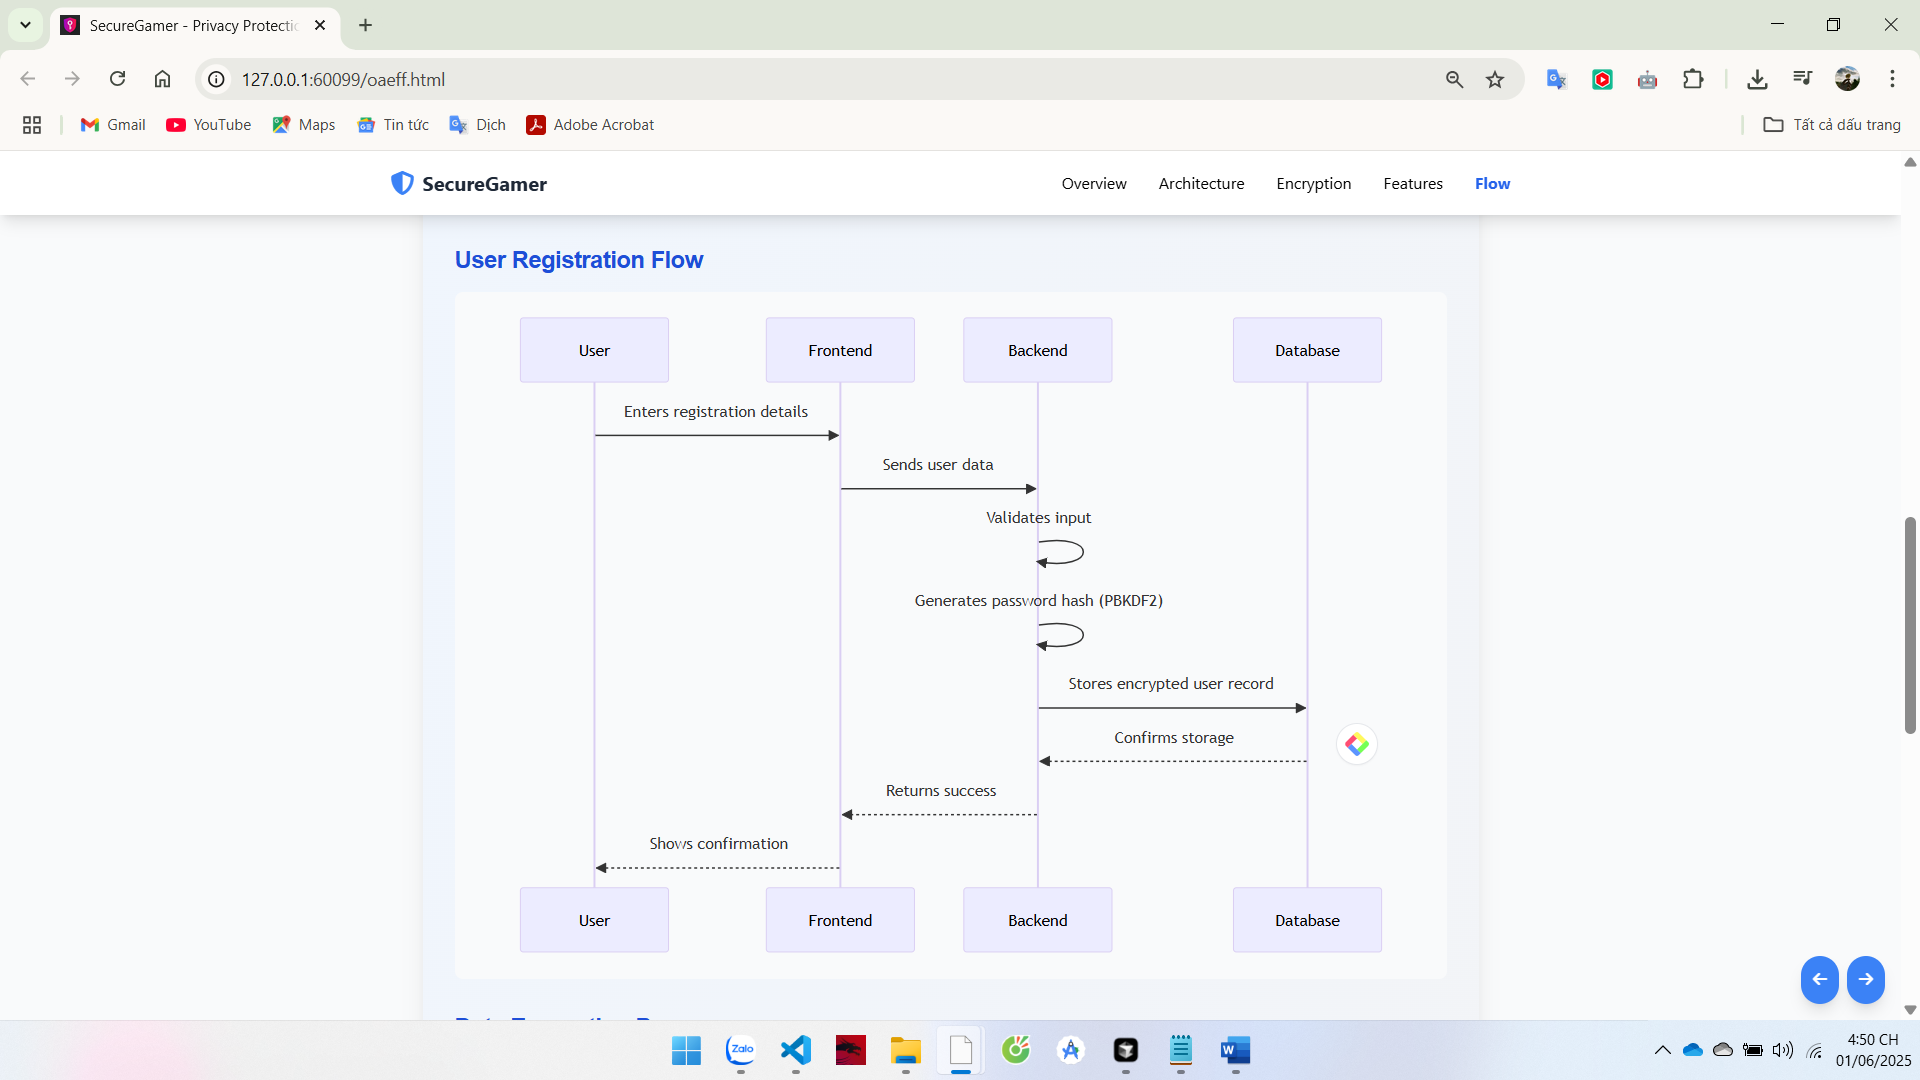 SecureGamer - Privacy Protectio
127.0.0.1:60099/oaeff.html
Gmail
YouTube
Maps
Tin tức
Dịch
Adobe Acrobat
Tất cả dấu trang
SecureGamer
Overview
Architecture
Encryption
Features
Flow
User Registration Flow
User
Frontend
Backend
Database
Enters registration details
Sends user data
Validates input
Generates password hash (PBKDF2)
Stores encrypted user record
Confirms storage
Returns success
Shows confirmation
User
Frontend
Backend
Database
Zalo
4:50 CH
01/06/2025